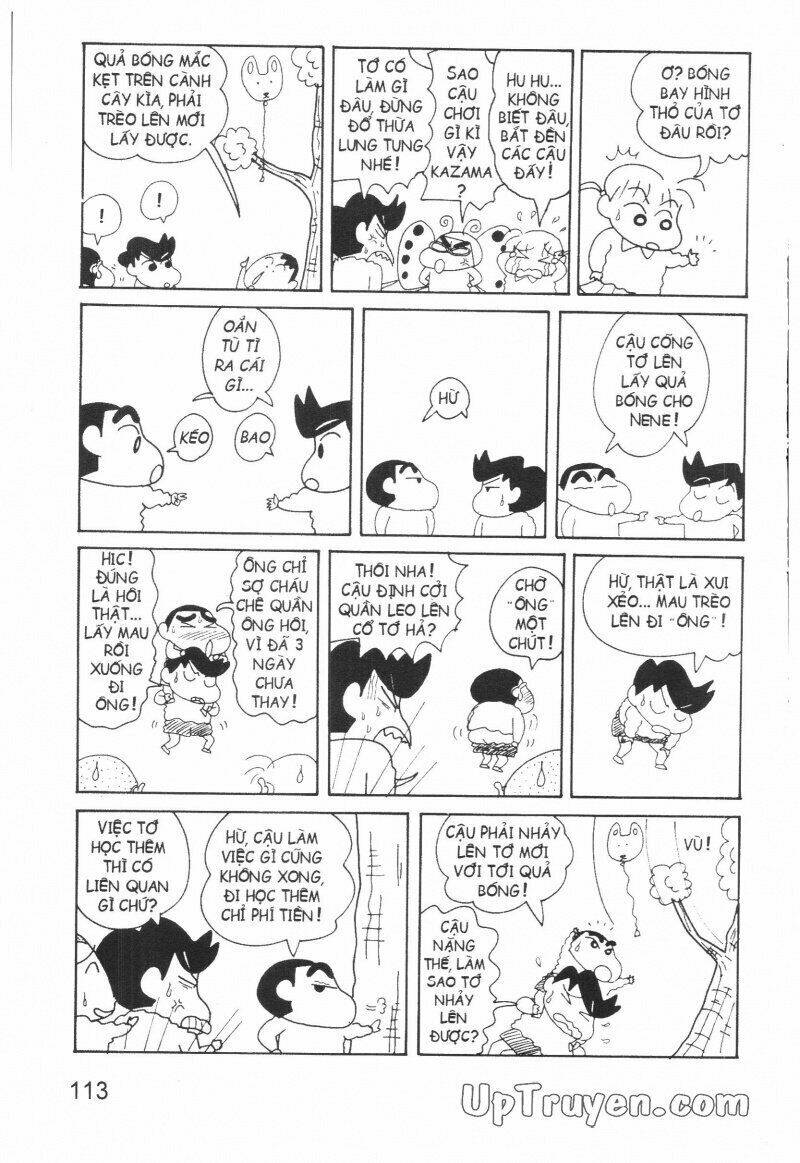 Ơ? BÓNG
BAY HÌNH
THỎ CỦA TỚ
ĐÂU RỒI?
HU HU...
KHÔNG
BIẾT ĐÂU,
BẮT ĐỀN
CÁC CẬU
ĐẤY!
SAO
CẬU CHƠI
GÌ KÌ
VẬY
KAZAMA
?
TỚ CÓ
LÀM GÌ
ĐÂU, ĐỪNG
ĐỔ THỪA
LUNG TUNG
NHÉ!
QUẢ BÓNG MẮC
KẸT TRÊN CÀNH
CÂY KÌA, PHẢI
TRÈO LÊN MỚI
LẤY ĐƯỢC.
!
!
CẬU CÕNG
TỚ LÊN
LẤY QUẢ
BÓNG CHO
NENE!
HỪ
OẲN
TÙ TÌ
RA CÁI
GÌ...
BAO
KÉO
HỪ, THẬT LÀ XUI
XẺO... MAU TRÈO
LÊN ĐI "ÔNG"!
CHỜ
"ÔNG"
MỘT
CHÚT!
THÔI NHA!
CẬU ĐỊNH CỞI
QUẦN LEO LÊN
CỔ TỚ HẢ?
ÔNG CHỈ
SỢ CHÁU
CHÊ QUẦN
ÔNG HÔI,
VÌ ĐÃ 3
NGÀY
CHƯA
THAY!
HIC!
ĐÚNG
LÀ HÔI
THẬT...
LẤY MAU
RỒI
XUỐNG
ĐI
ÔNG!
VÙ!
CẬU PHẢI NHẢY
LÊN TỚ MỚI
VỚI TỚI QUẢ
BÓNG!
CẬU
NẶNG
THẾ, LÀM
SAO TỚ
NHẢY
LÊN
ĐƯỢC?
HỪ, CẬU LÀM
VIỆC GÌ CŨNG
KHÔNG XONG,
ĐI HỌC THÊM
CHỈ PHÍ TIỀN!
VIỆC TỚ
HỌC THÊM
THÌ CÓ
LIÊN QUAN
GÌ CHỨ?
113
UpTruyen.com